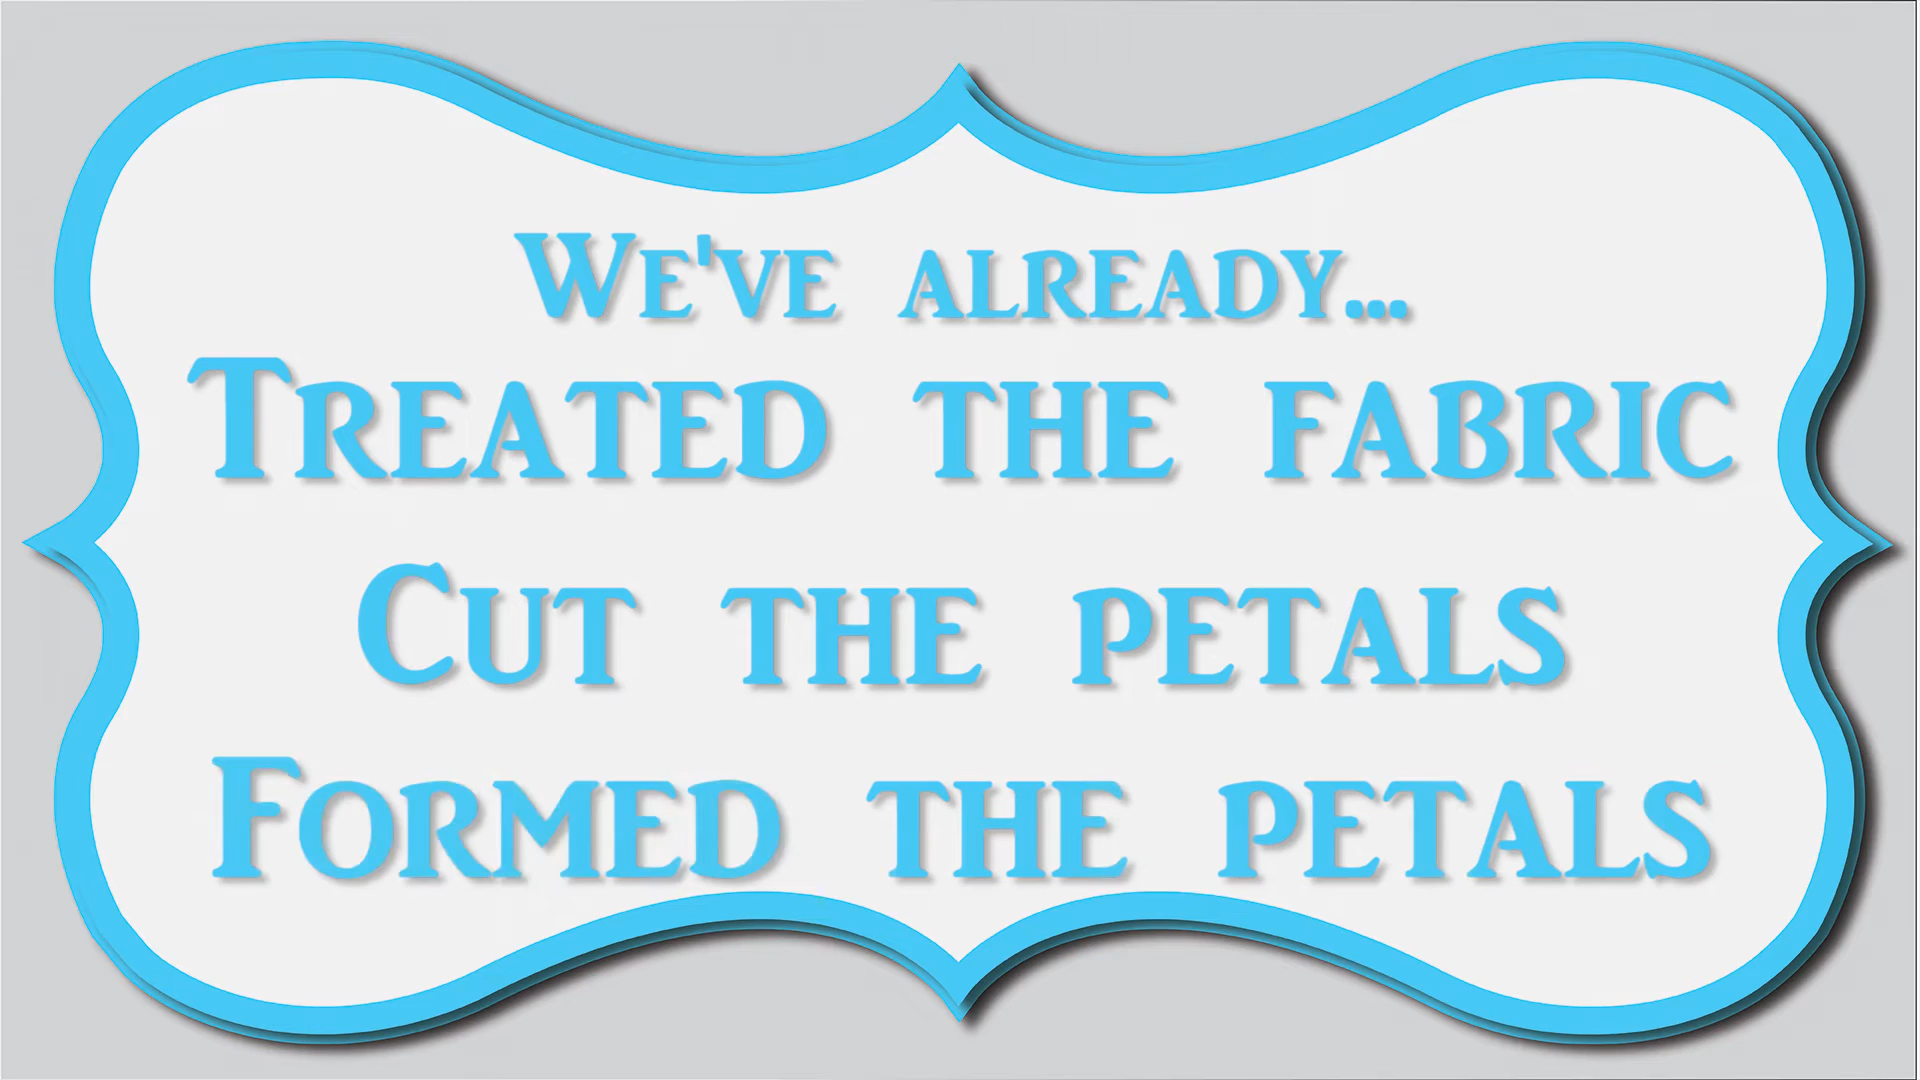 We've already...
Treated the fabric
Cut the petals
Formed the petals